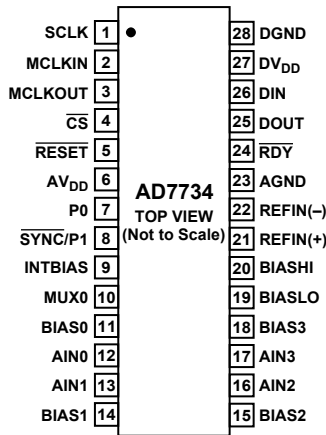 SCLK 1 28 DGND
MCLKIN 2 27 DVDD
MCLKOUT 3 26 DIN
CS 4 25 DOUT
RESET 5 24 RDY
AVDD 6 23 AGND
P0 7 22 REFIN(–)
SYNC/P1 8 21 REFIN(+)
INTBIAS 9 20 BIASHI
MUX0 10 19 BIASLO
BIAS0 11 18 BIAS3
AIN0 12 17 AIN3
AIN1 13 16 AIN2
BIAS1 14 15 BIAS2
AD7734
TOP VIEW
(Not to Scale)